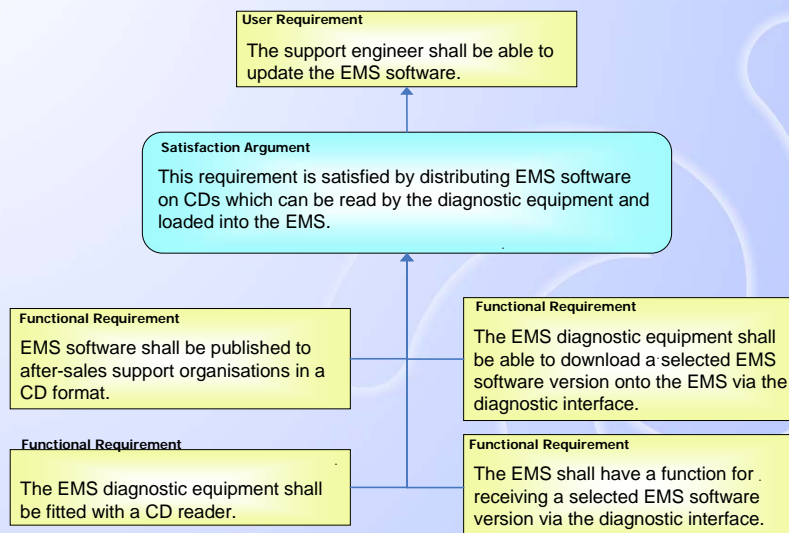 User Requirement
The support engineer shall be able to
update the EMS software.
Satisfaction Argument
This requirement is satisfied by distributing EMS software
on CDs which can be read by the diagnostic equipment and
loaded into the EMS.
Functional Requirement
EMS software shall be published to
after-sales support organisations in a
CD format.
Functional Requirement
The EMS diagnostic equipment shall
be able to download a selected EMS
software version onto the EMS via the
diagnostic interface.
Functional Requirement
The EMS diagnostic equipment shall
be fitted with a CD reader.
Functional Requirement
The EMS shall have a function for
receiving a selected EMS software
version via the diagnostic interface.